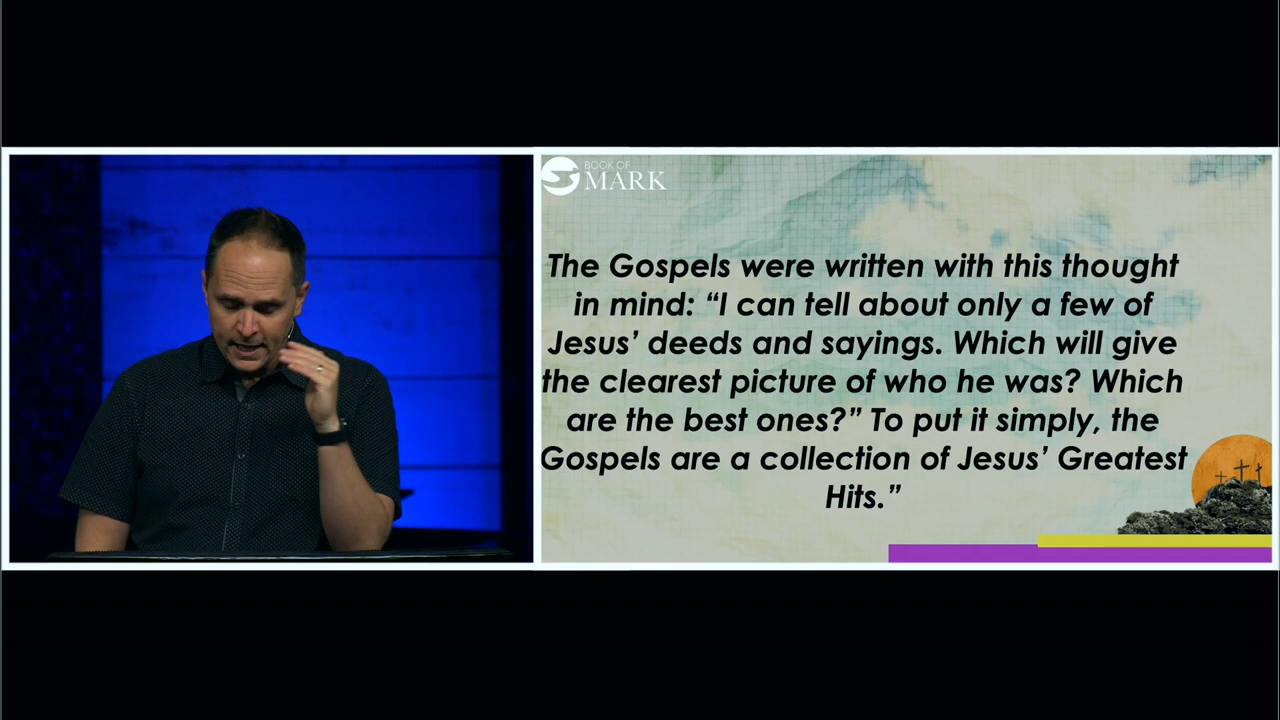 BOOK OF
MARK
The Gospels were written with this thought
in mind: “I can tell about only a few of
Jesus’ deeds and sayings. Which will give
the clearest picture of who he was? Which
are the best ones?” To put it simply, the
Gospels are a collection of Jesus’ Greatest
Hits.”